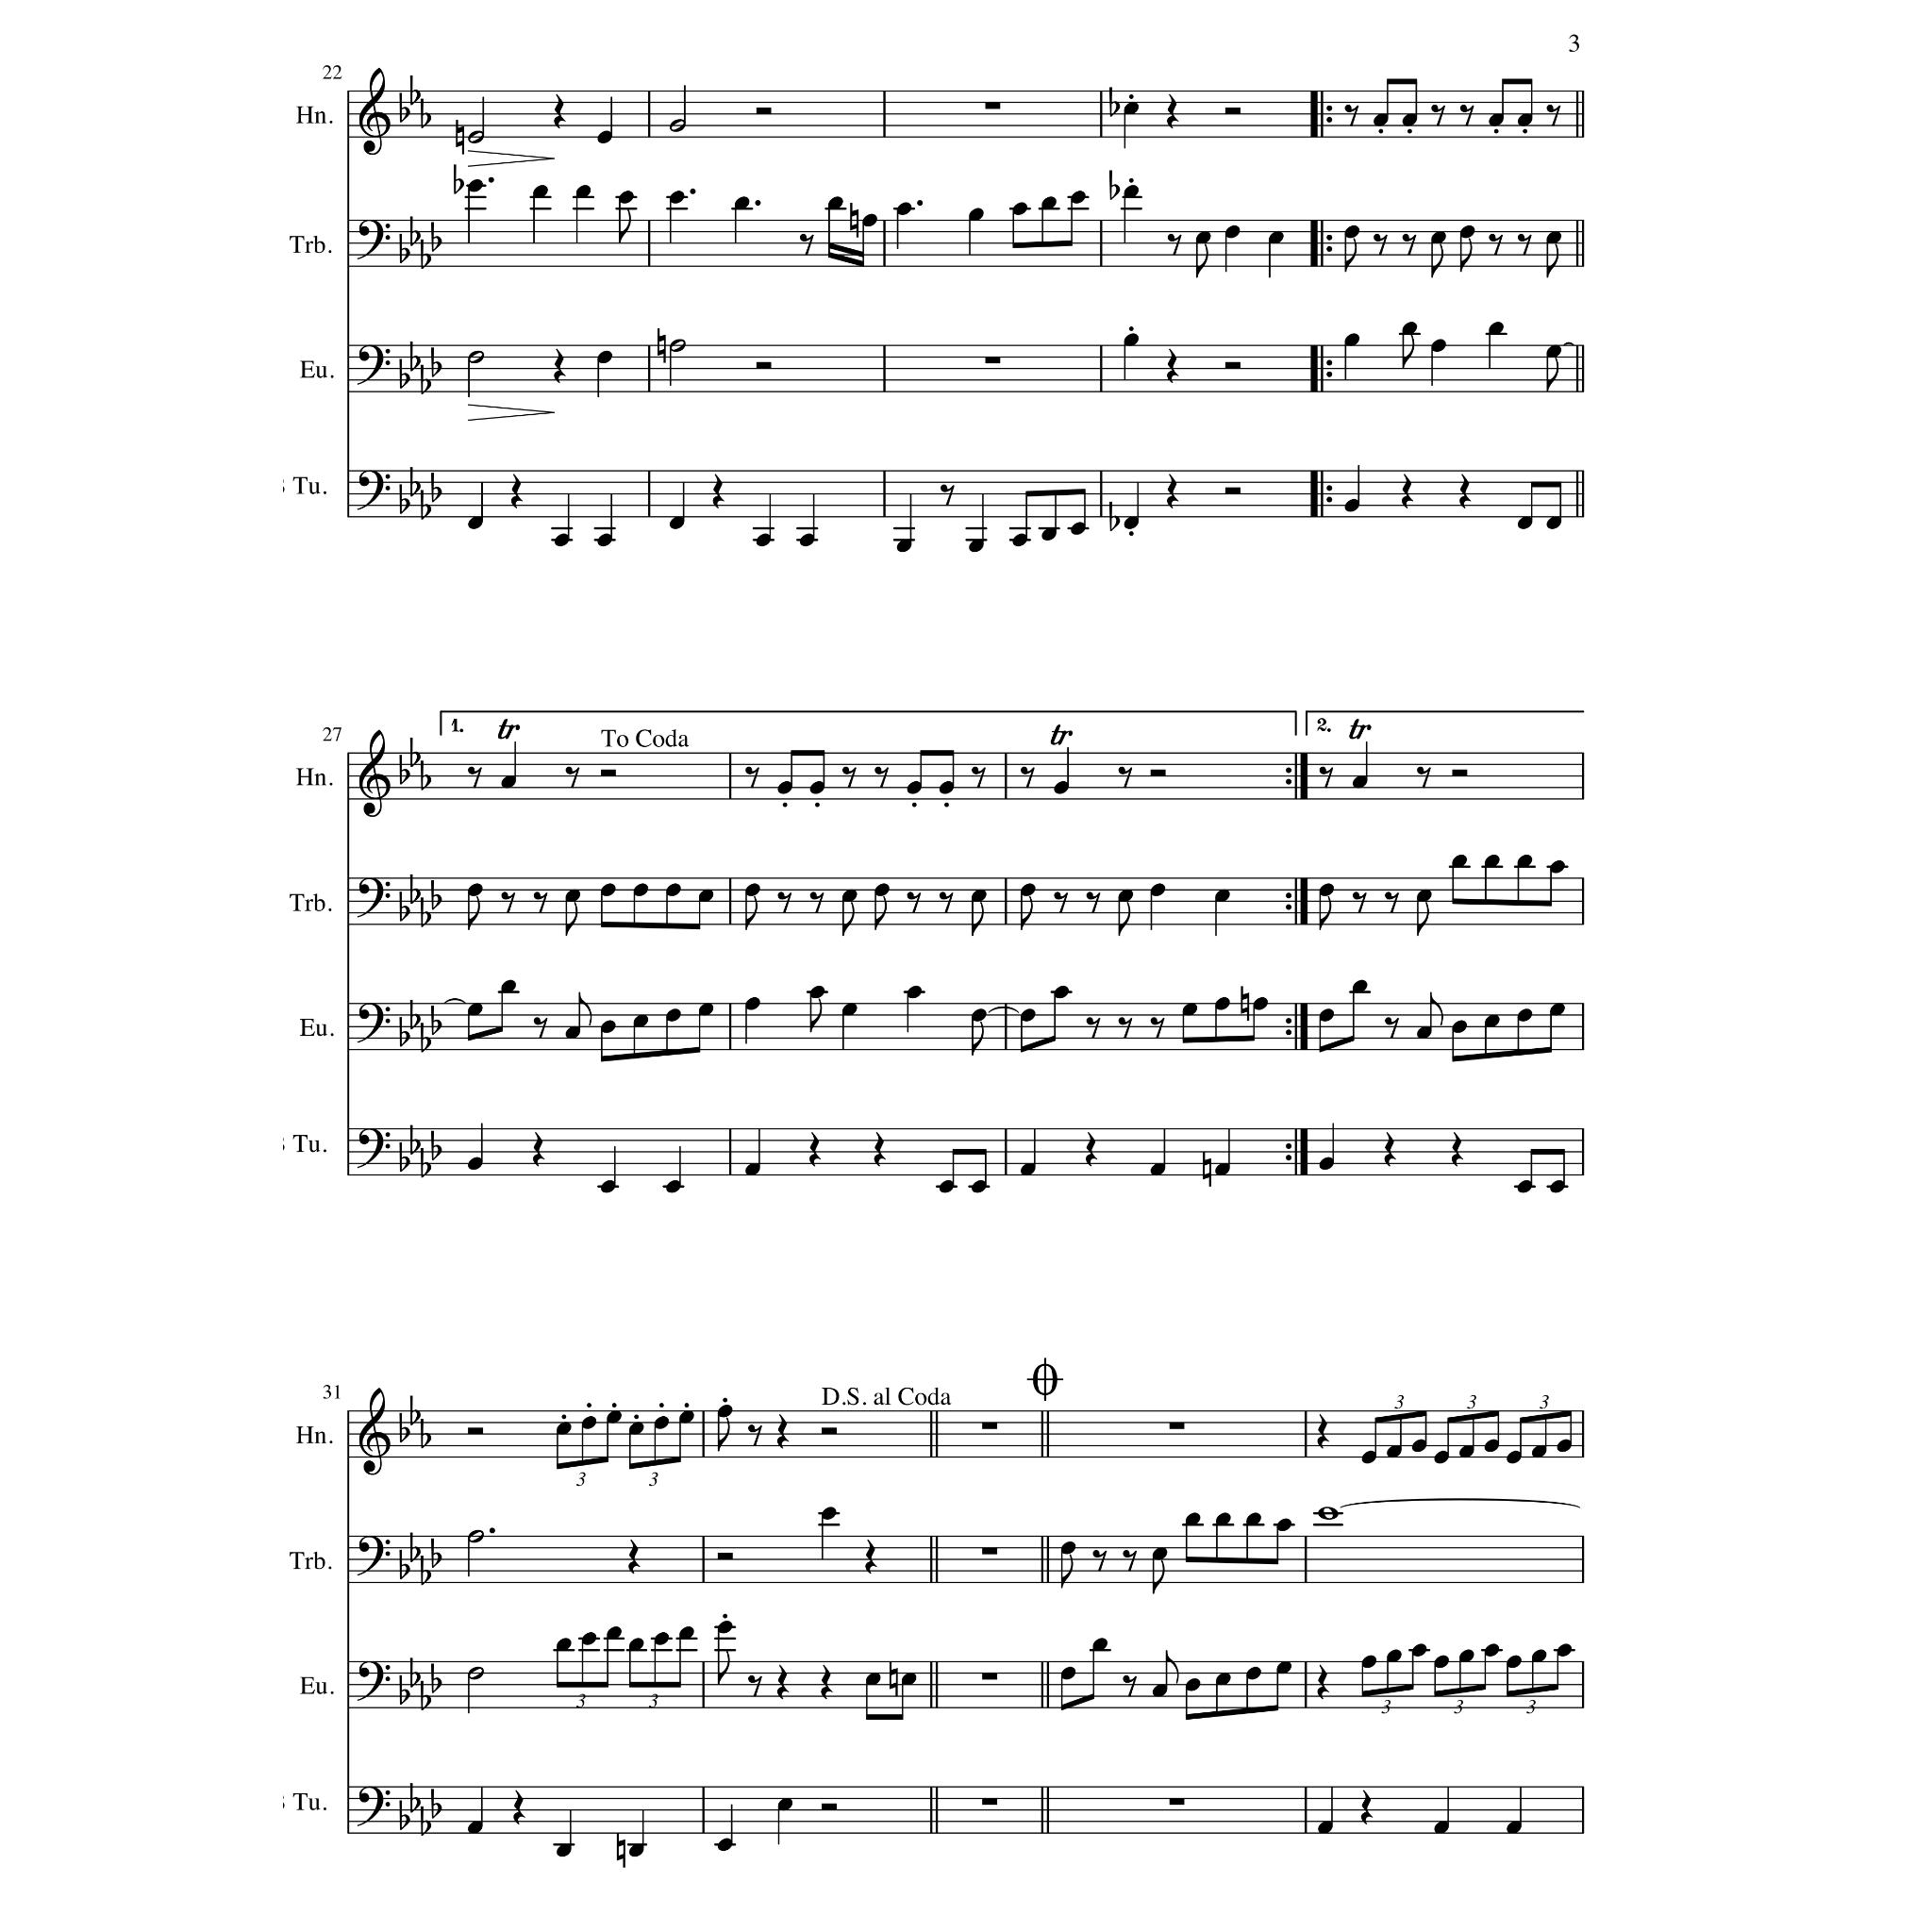 3
22
Hn.
Trb.
Eu.
Tu.
1.
tr
To Coda
tr
2.
tr
27
Hn.
Trb.
Eu.
Tu.
31
D.S. al Coda
Hn.
3 3 3 3 3
Trb.
Eu.
3 3 3 3 3
Tu.